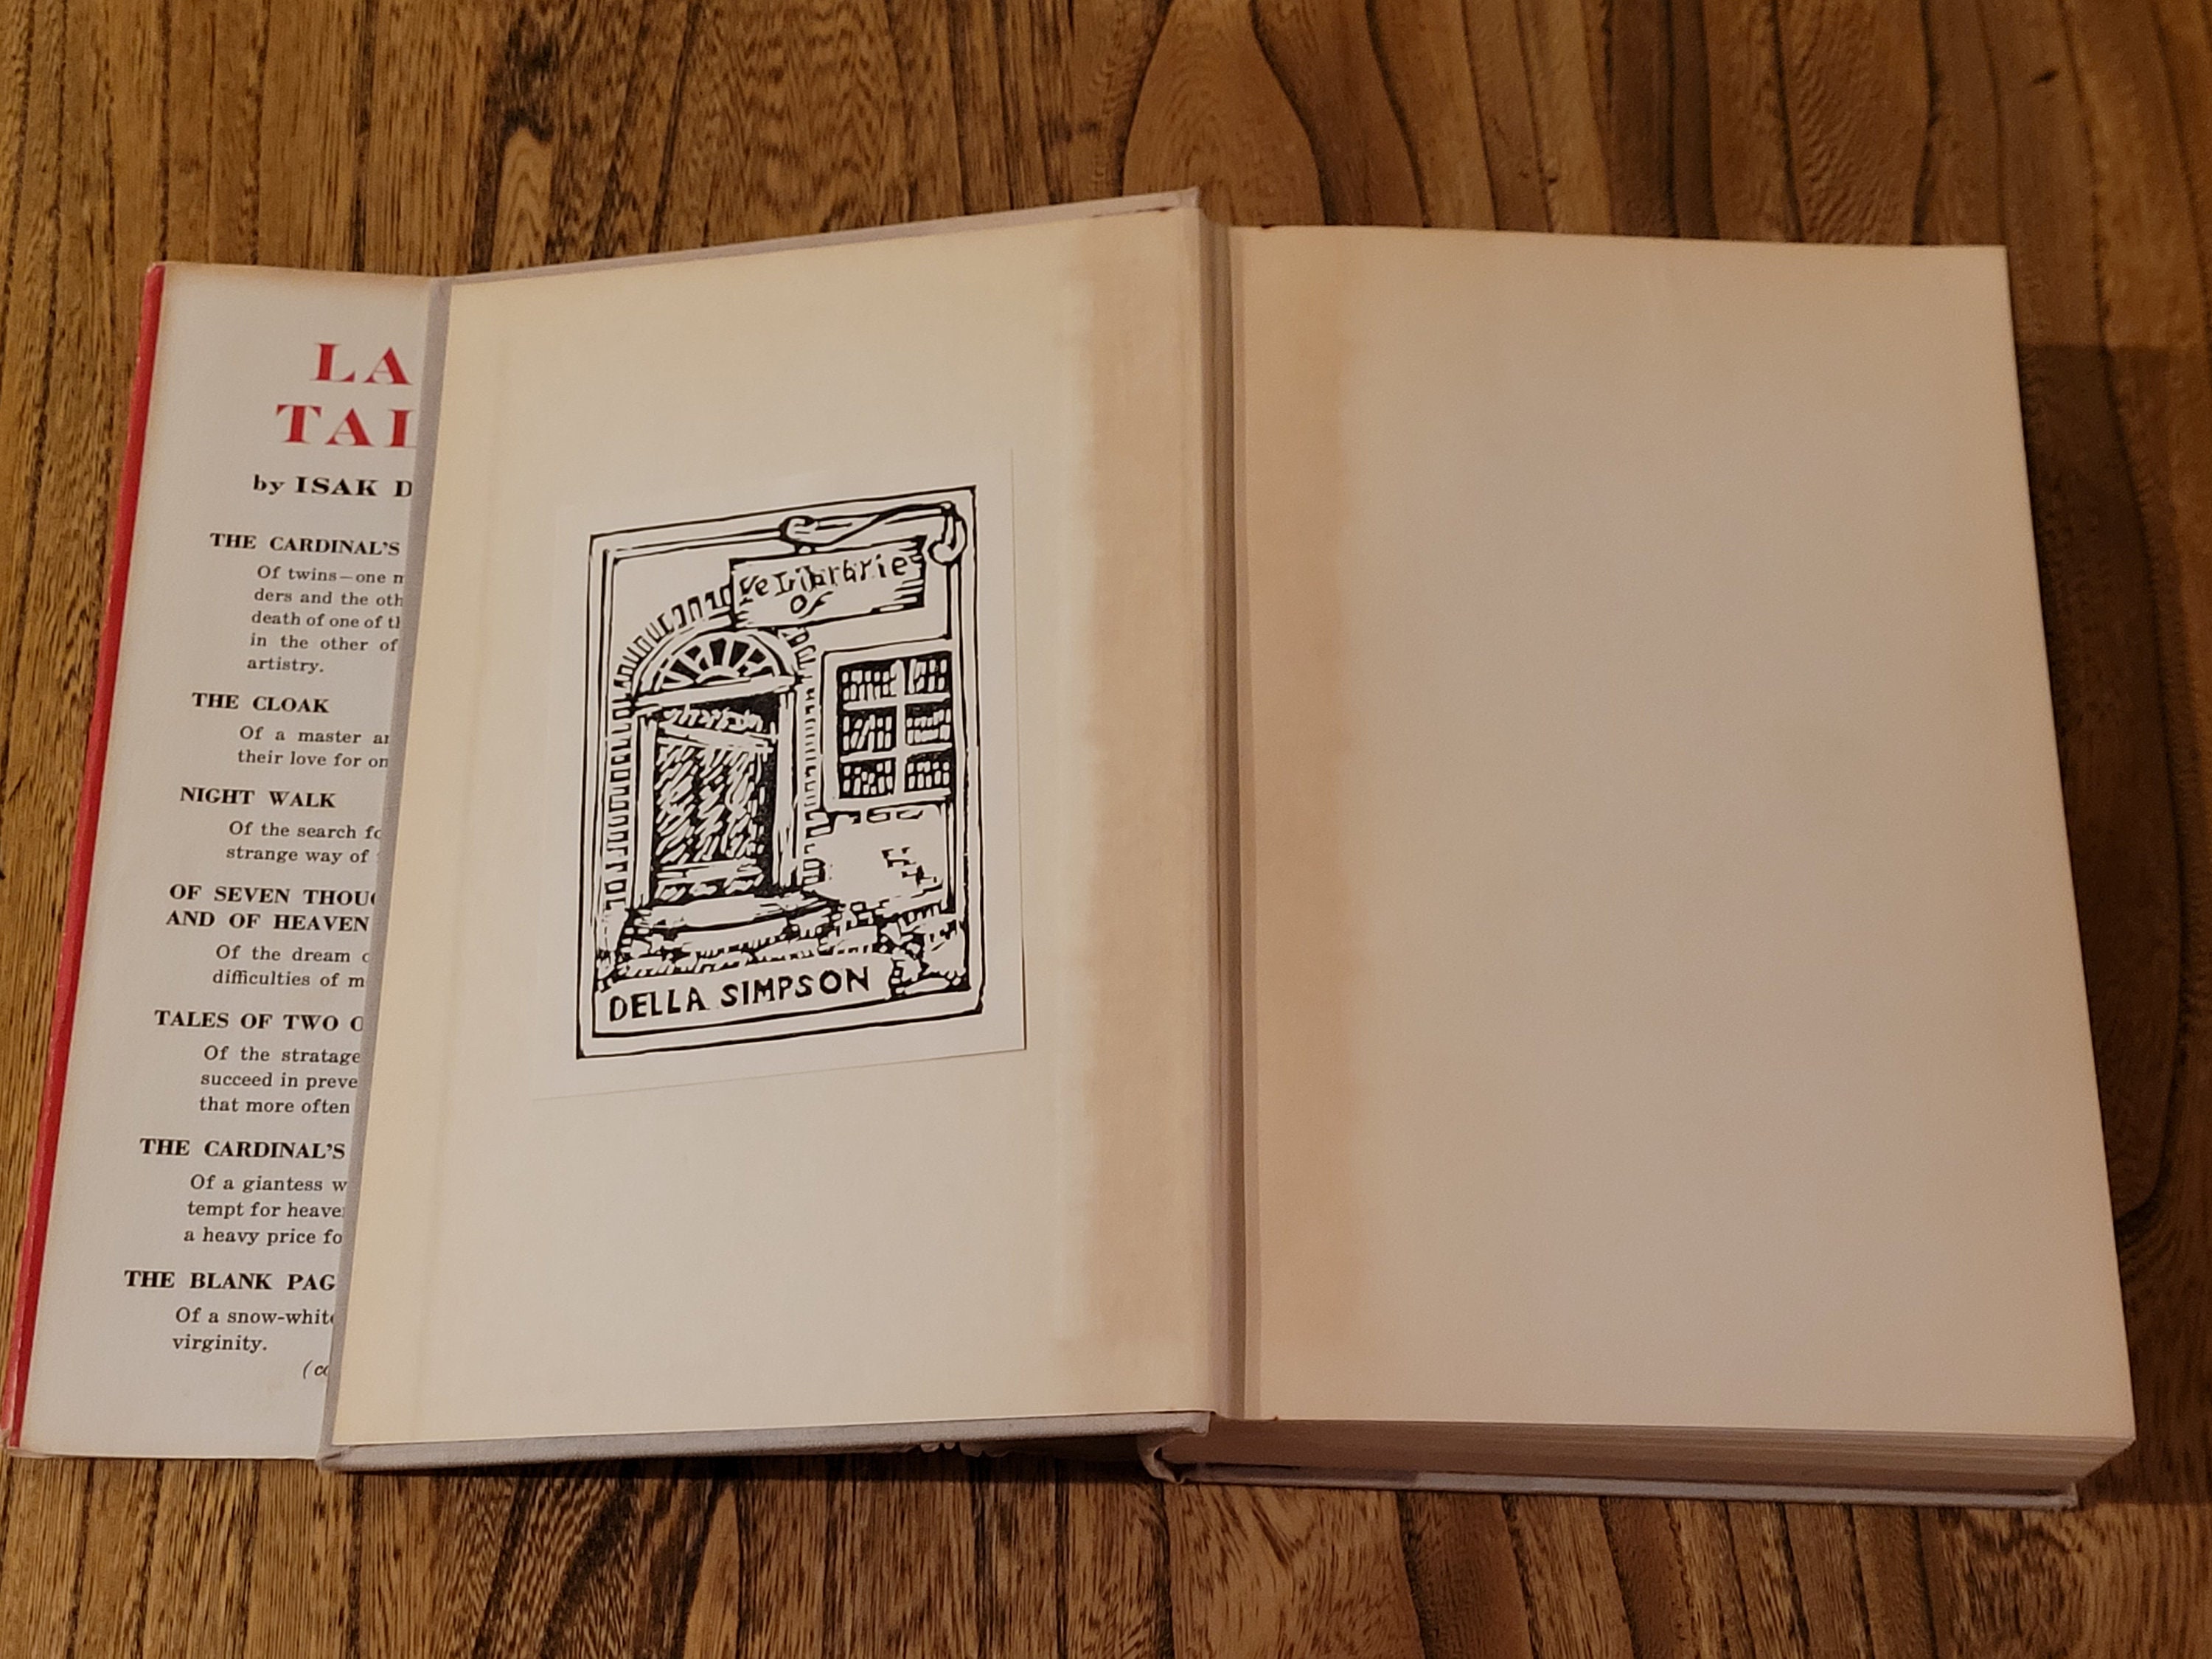 LA
TAL
by ISAK D
THE CARDINAL'S
Of twins—one m
ders and the oth
death of one of th
in the other of
artistry.
THE CLOAK
Of a master an
their love for on
NIGHT WALK
Of the search fo
strange way of
OF SEVEN THOU
AND OF HEAVEN
Of the dream
difficulties of m
TALES OF TWO O
Of the stratage
succeed in preve
that more often
THE CARDINAL'S
Of a giantess w
tempt for heave
a heavy price fo
THE BLANK PAG
Of a snow-white
virginity.
(co
Ye Librarie
of
DELLA SIMPSON